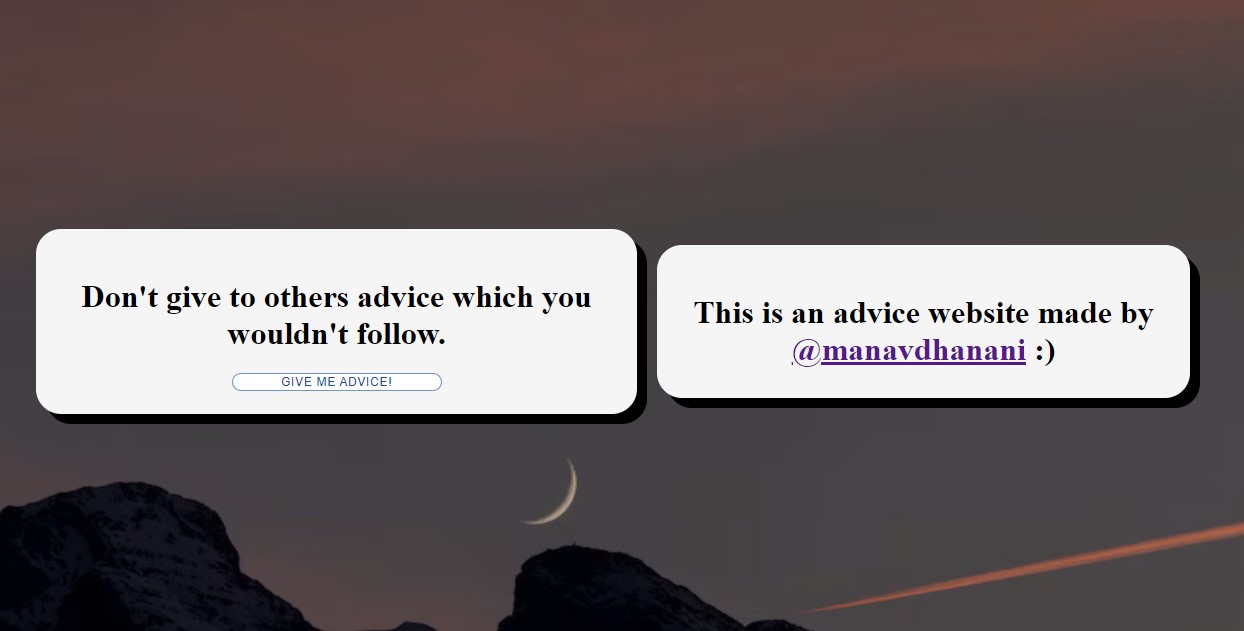 Don't give to others advice which you
wouldn't follow.
GIVE ME ADVICE!
This is an advice website made by
@manavdhanani :)